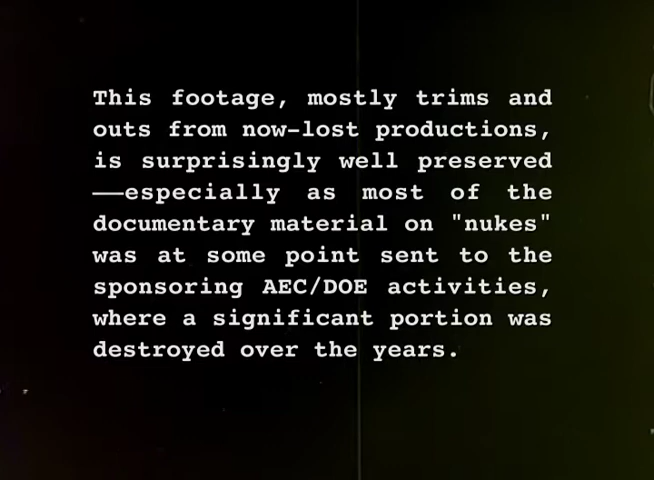 This footage, mostly trims and
outs from now-lost productions,
is surprisingly well preserved
——especially as most of the
documentary material on "nukes"
was at some point sent to the
sponsoring AEC/DOE activities,
where a significant portion was
destroyed over the years.